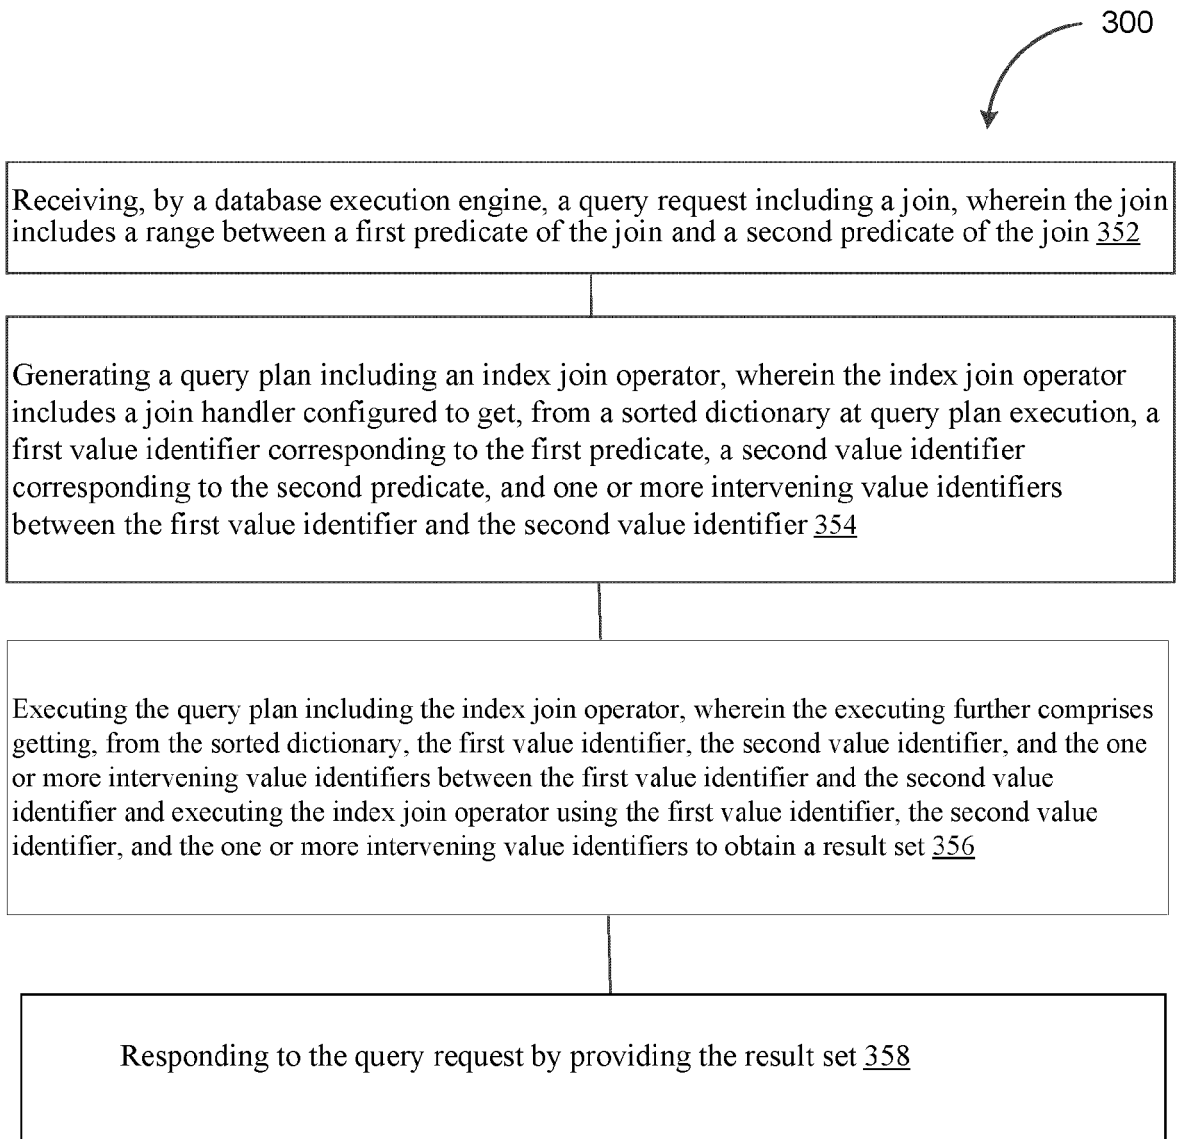 300
Receiving, by a database execution engine, a query request including a join, wherein the join
includes a range between a first predicate of the join and a second predicate of the join 352
Generating a query plan including an index join operator, wherein the index join operator
includes a join handler configured to get, from a sorted dictionary at query plan execution, a
first value identifier corresponding to the first predicate, a second value identifier
corresponding to the second predicate, and one or more intervening value identifiers
between the first value identifier and the second value identifier 354
Executing the query plan including the index join operator, wherein the executing further comprises
getting, from the sorted dictionary, the first value identifier, the second value identifier, and the one
or more intervening value identifiers between the first value identifier and the second value
identifier and executing the index join operator using the first value identifier, the second value
identifier, and the one or more intervening value identifiers to obtain a result set 356
Responding to the query request by providing the result set 358